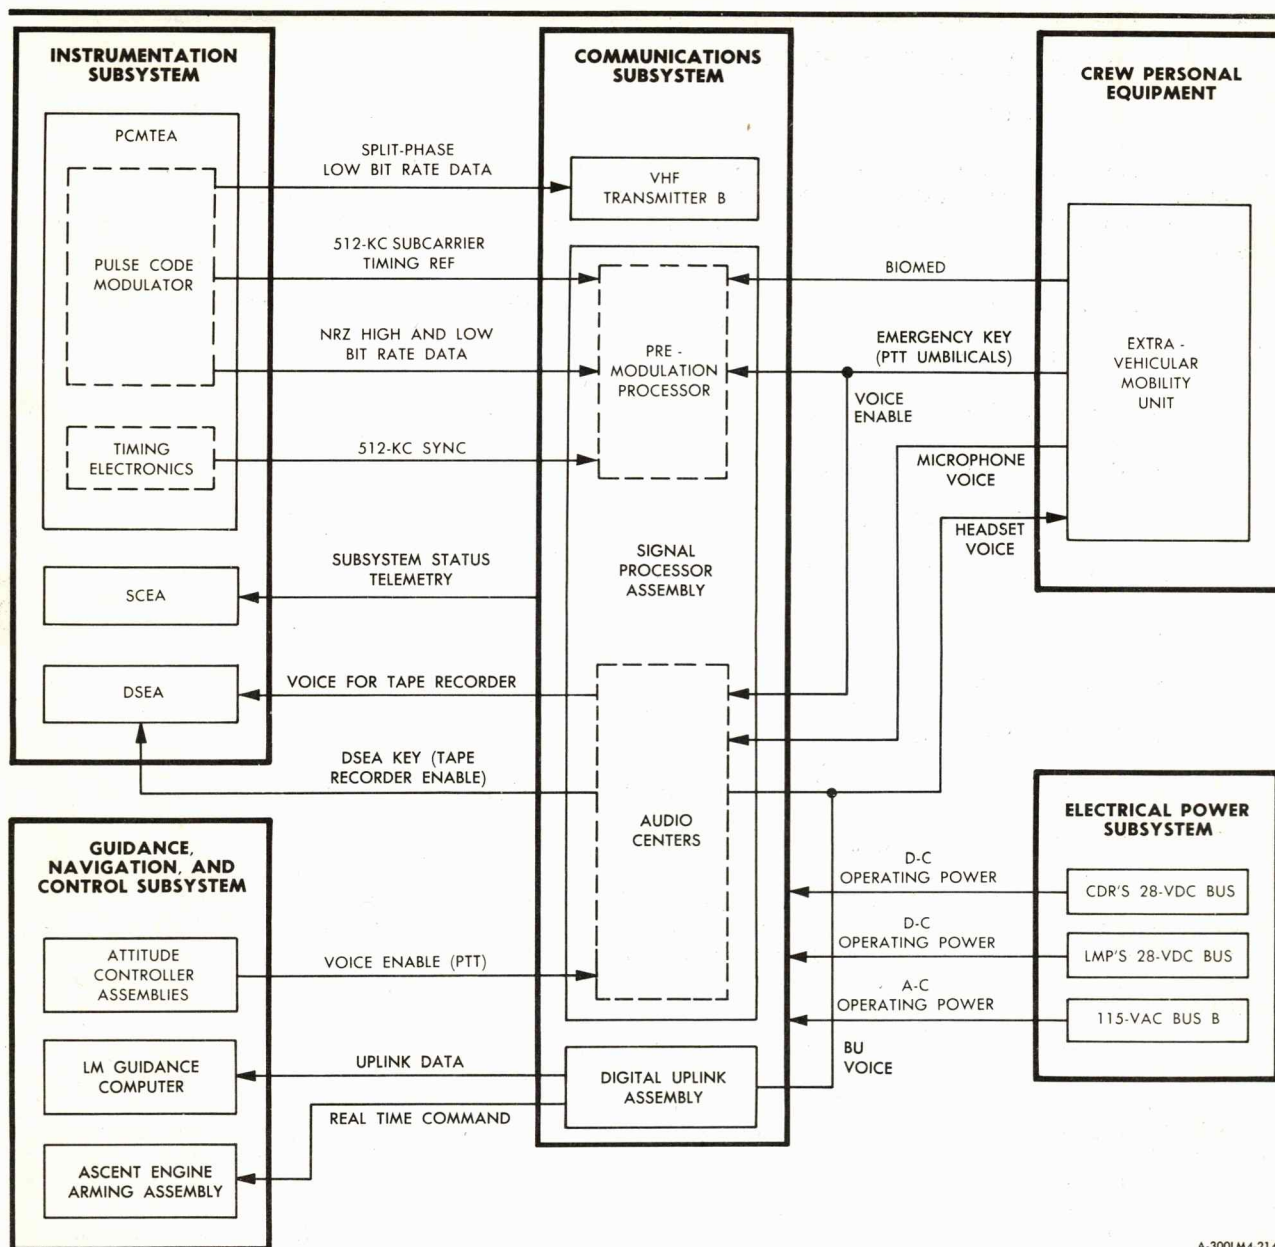 INSTRUMENTATION
SUBSYSTEM
PCMTEA
PULSE CODE
MODULATOR
TIMING
ELECTRONICS
SCEA
DSEA
SPLIT-PHASE
LOW BIT RATE DATA
512-KC SUBCARRIER
TIMING REF
NRZ HIGH AND LOW
BIT RATE DATA
512-KC SYNC
SUBSYSTEM STATUS
TELEMETRY
VOICE FOR TAPE RECORDER
DSEA KEY (TAPE
RECORDER ENABLE)
GUIDANCE,
NAVIGATION, AND
CONTROL SUBSYSTEM
ATTITUDE
CONTROLLER
ASSEMBLIES
LM GUIDANCE
COMPUTER
ASCENT ENGINE
ARMING ASSEMBLY
VOICE ENABLE (PTT)
UPLINK DATA
REAL TIME COMMAND
COMMUNICATIONS
SUBSYSTEM
VHF
TRANSMITTER B
PRE -
MODULATION
PROCESSOR
SIGNAL
PROCESSOR
ASSEMBLY
AUDIO
CENTERS
DIGITAL UPLINK
ASSEMBLY
BIOMED
EMERGENCY KEY
(PTT UMBILICALS)
VOICE
ENABLE
MICROPHONE
VOICE
HEADSET
VOICE
D-C
OPERATING POWER
D-C
OPERATING POWER
A-C
OPERATING POWER
BU
VOICE
CREW PERSONAL
EQUIPMENT
EXTRA -
VEHICULAR
MOBILITY
UNIT
ELECTRICAL POWER
SUBSYSTEM
CDR'S 28-VDC BUS
LMP'S 28-VDC BUS
115-VAC BUS B